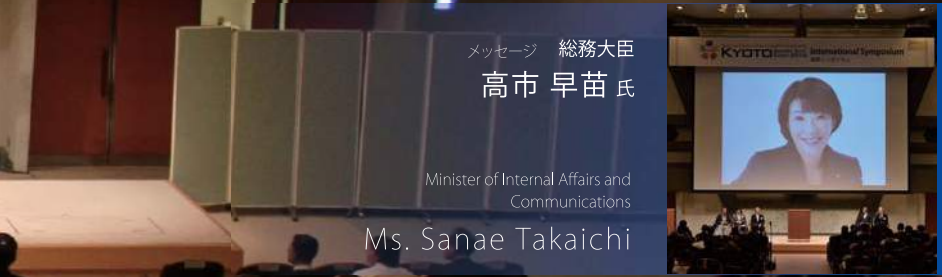 メッセージ 総務大臣
高市 早苗 氏
Minister of Internal Affairs and
Communications
Ms. Sanae Takaichi
KYOTO International Symposium